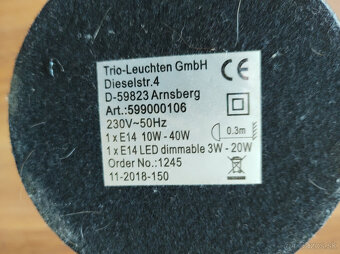 Trio-Leuchten GmbH
Dieselstr.4
D-59823 Arnsberg
Art.:599000106
230V~50Hz
1 x E14 10W - 40W
0.3m
1 x E14 LED dimmable 3W - 20W
Order No.:1245
11-2018-150